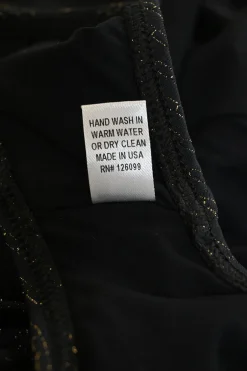 HAND WASH IN
WARM WATER
OR DRY CLEAN
MADE IN USA
RN# 126099